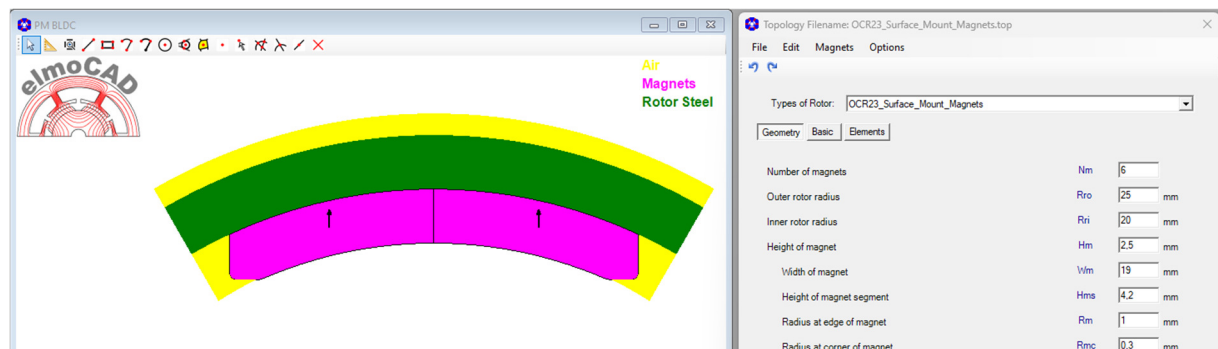 PM BLDC
elmoCAD
Air
Magnets
Rotor Steel
Topology Filename: OCR23_Surface_Mount_Magnets.top
File Edit Magnets Options
Types of Rotor: OCR23_Surface_Mount_Magnets
Geometry Basic Elements
Number of magnets Nm 6
Outer rotor radius Rro 25 mm
Inner rotor radius Rri 20 mm
Height of magnet Hm 2,5 mm
Width of magnet Wm 19 mm
Height of magnet segment Hms 4,2 mm
Radius at edge of magnet Rm 1 mm
Radius at corner of magnet Rmc 0,3 mm